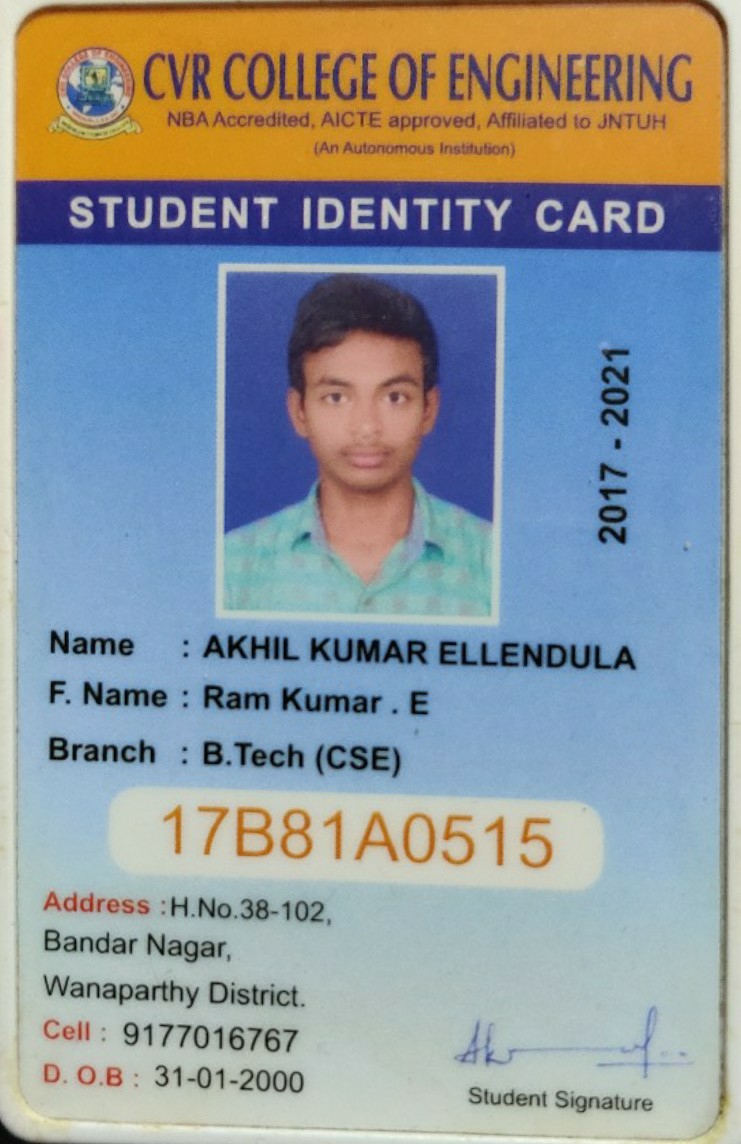 CVR COLLEGE OF ENGINEERING
NBA Accredited, AICTE approved, Affiliated to JNTUH
(An Autonomous Institution)
STUDENT IDENTITY CARD
2017 - 2021
Name : AKHIL KUMAR ELLENDULA
F. Name : Ram Kumar . E
Branch : B.Tech (CSE)
17B81A0515
Address : H.No.38-102,
Bandar Nagar,
Wanaparthy District.
Cell : 9177016767
D. O.B : 31-01-2000
Student Signature